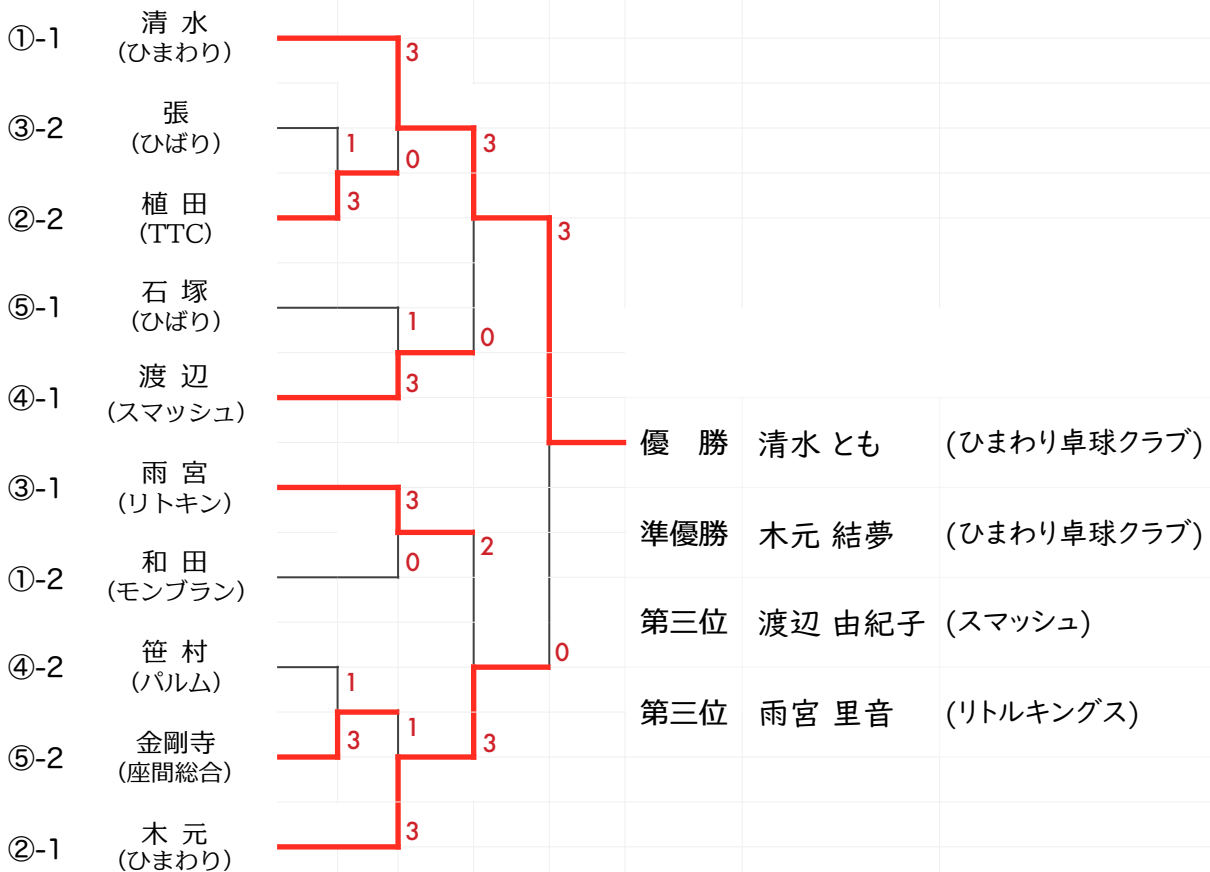 ①-1 清 水
(ひまわり)
3
③-2 張
(ひばり)
1
0
3
②-2 植 田
(TTC)
3
3
⑤-1 石 塚
(ひばり)
1
0
④-1 渡 辺
(スマッシュ)
3
優 勝 清水 とも (ひまわり卓球クラブ)
③-1 雨 宮
(リトキン)
3
準優勝 木元 結夢 (ひまわり卓球クラブ)
2
①-2 和 田
(モンブラン)
0
第三位 渡辺 由紀子 (スマッシュ)
④-2 笹 村
(パルム)
1
0
第三位 雨宮 里音 (リトルキングス)
⑤-2 金剛寺
(座間総合)
3
1
3
②-1 木 元
(ひまわり)
3